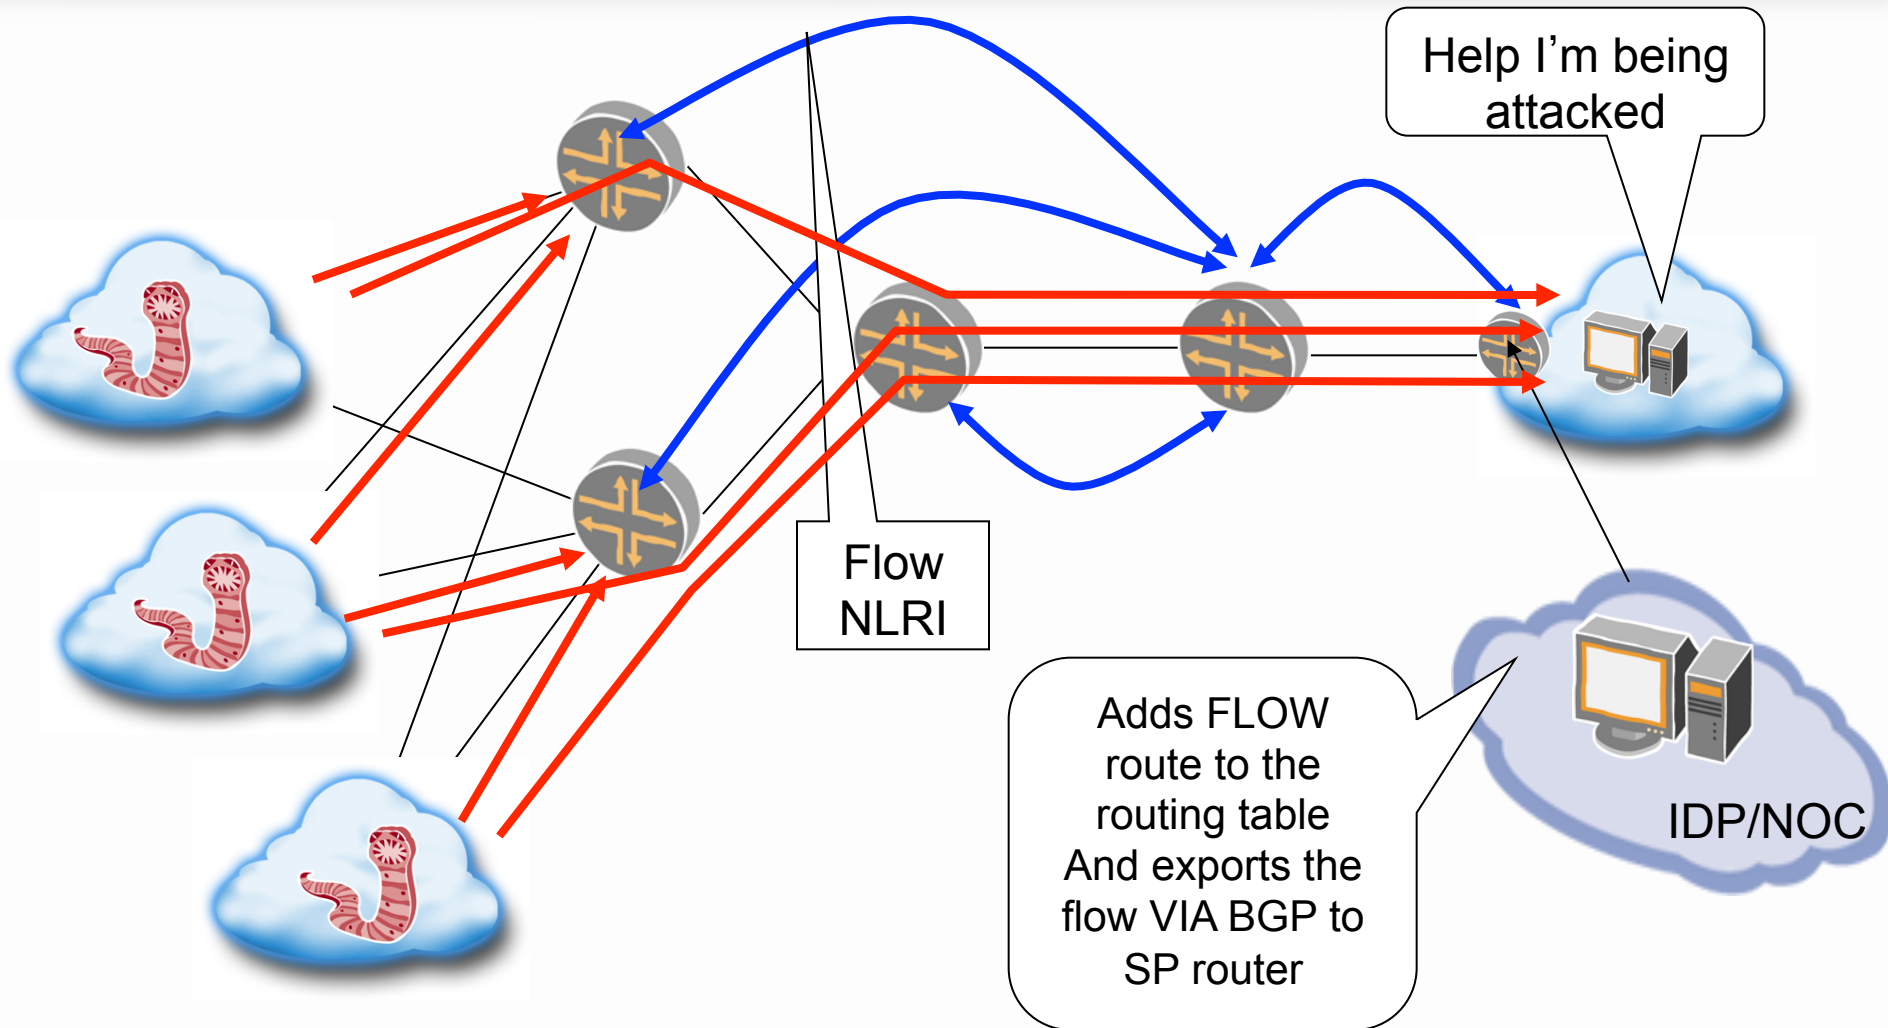 Help I’m being
attacked
Flow
NLRI
Adds FLOW
route to the
routing table
And exports the
flow VIA BGP to
SP router
IDP/NOC